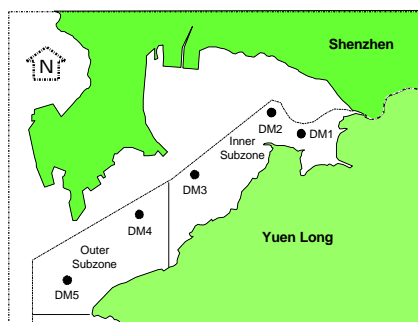 Shenzhen
N
DM2
DM1
Inner
Subzone
DM3
DM4
Yuen Long
Outer
Subzone
DM5